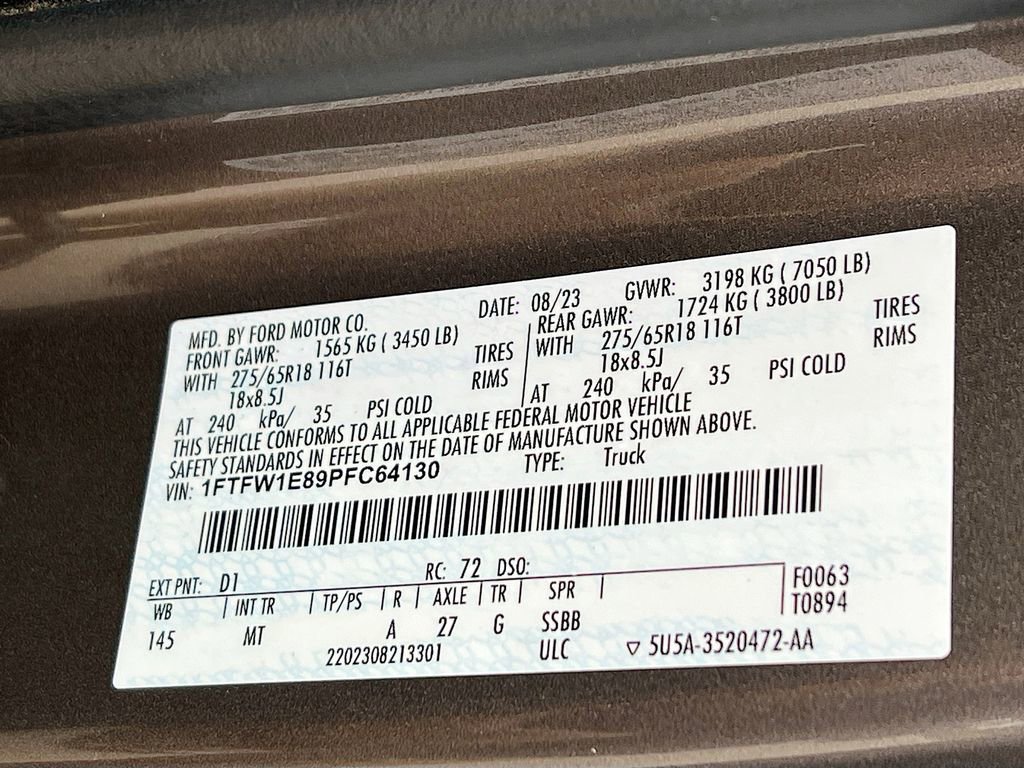 MFD. BY FORD MOTOR CO. DATE: 08/23 GVWR: 3198 KG ( 7050 LB)
FRONT GAWR: 1565 KG ( 3450 LB) REAR GAWR: 1724 KG ( 3800 LB)
WITH 275/65R18 116T TIRES WITH 275/65R18 116T TIRES
18x8.5J RIMS 18x8.5J RIMS
AT 240 kPa/ 35 PSI COLD AT 240 kPa/ 35 PSI COLD
THIS VEHICLE CONFORMS TO ALL APPLICABLE FEDERAL MOTOR VEHICLE
SAFETY STANDARDS IN EFFECT ON THE DATE OF MANUFACTURE SHOWN ABOVE.
VIN: 1FTFW1E89PFC64130 TYPE: Truck
EXT PNT: D1 RC: 72 DSO:
WB | INT TR | TP/PS | R | AXLE | TR | SPR | F0063
145 MT A 27 G SSBB T0894
2202308213301 ULC ▽ 5U5A-3520472-AA